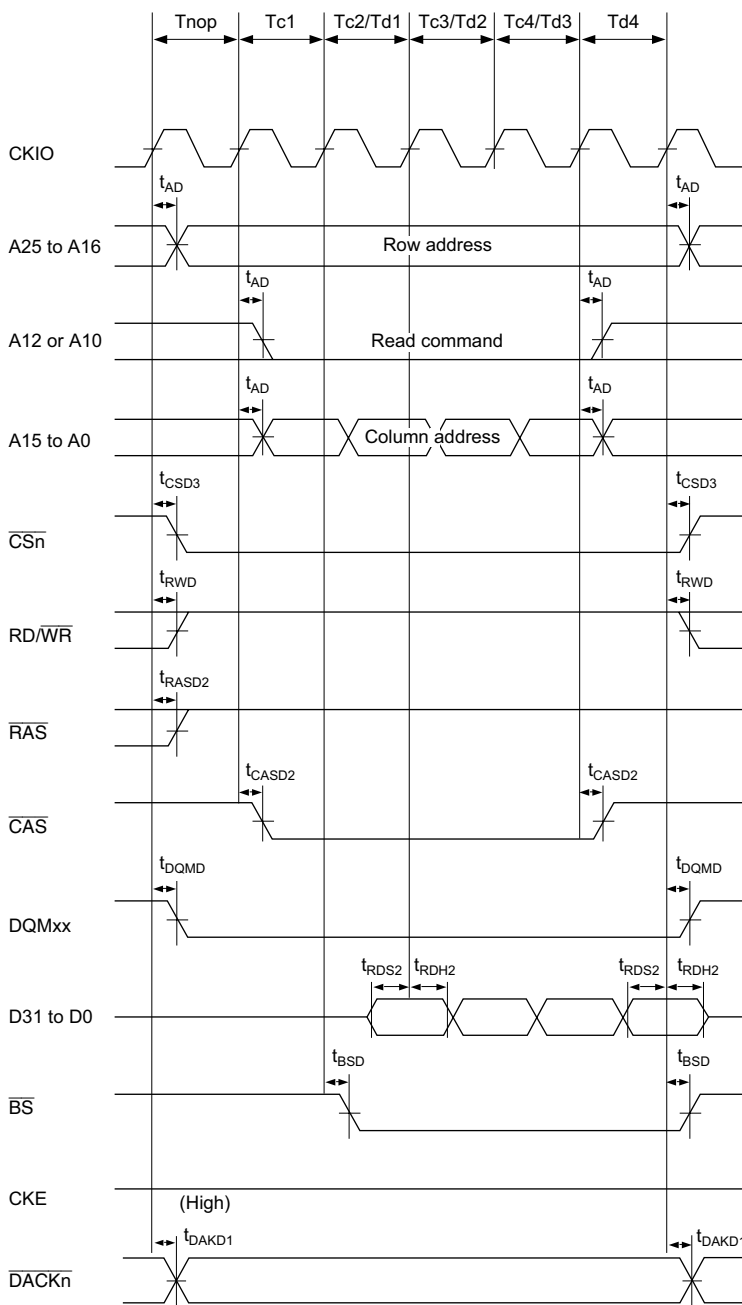 Tnop Tc1 Tc2/Td1 Tc3/Td2 Tc4/Td3 Td4
CKIO
tAD tAD
A25 to A16 Row address
tAD tAD
A12 or A10 Read command
tAD tAD
A15 to A0 Column address
tCSD3 tCSD3
CSn
tRWD tRWD
RD/WR
tRASD2
RAS
tCASD2 tCASD2
CAS
tDQMD tDQMD
DQMxx
tRDS2 tRDH2 tRDS2 tRDH2
D31 to D0
tBSD tBSD
BS
CKE (High)
tDAKD1 tDAKD1
DACKn